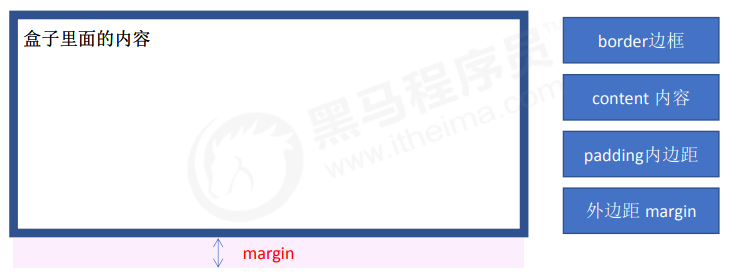 盒子里面的内容
border边框
content 内容
padding内边距
外边距 margin
margin
黑马程序员™
www.itheima.com